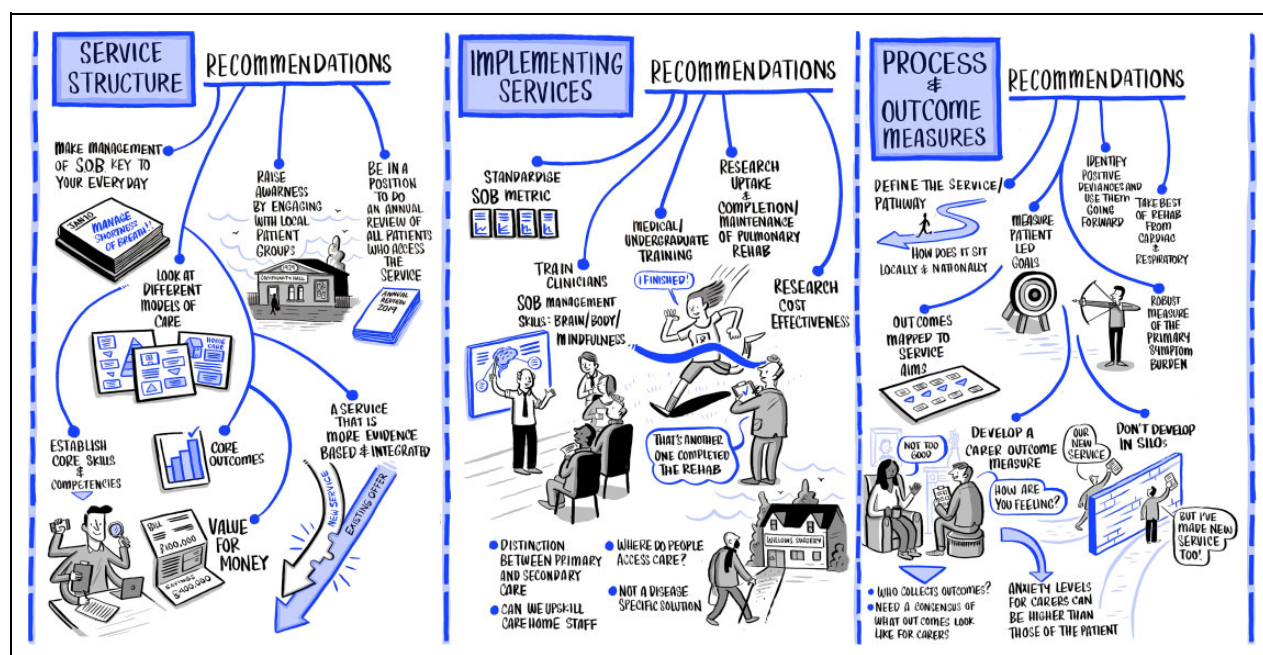 SERVICE
STRUCTURE
RECOMMENDATIONS
MAKE MANAGEMENT
OF S.O.B. KEY TO
YOUR EVERYDAY
JAN 10
MANAGE
SHORTNESS
OF BREATH!!
RAISE
AWARNESS
BY ENGAGING
WITH LOCAL
PATIENT
GROUPS
1929
COMMUNITY HALL
BE IN A
POSITION
TO DO
AN ANNUAL
REVIEW OF
ALL PATIENTS
WHO ACCESS
THE
SERVICE
ANNUAL
REVIEW
2019
LOOK AT
DIFFERENT
MODELS OF
CARE
HOME
CARE
ESTABLISH
CORE SKILLS
&
COMPETENCIES
CORE
OUTCOMES
BILL
$100,000
SAVINGS
$400,000
VALUE
FOR
MONEY
A SERVICE
THAT IS
MORE EVIDENCE
BASED & INTEGRATED
NEW SERVICE
EXISTING OFFER
IMPLEMENTING
SERVICES
RECOMMENDATIONS
STANDARDISE
SOB METRIC
TRAIN
CLINICIANS
SOB MANAGEMENT
SKILLS: BRAIN/BODY/
MINDFULNESS
MEDICAL/
UNDERGRADUATE
TRAINING
I FINISHED!
RESEARCH
UPTAKE
&
COMPLETION/
MAINTENANCE
OF PULMONARY
REHAB
RESEARCH
COST
EFFECTIVENESS
THAT'S ANOTHER
ONE COMPLETED
THE REHAB
WILLOWS SURGERY
• DISTINCTION
BETWEEN PRIMARY
AND SECONDARY
CARE
• CAN WE UPSKILL
CARE HOME STAFF
• WHERE DO PEOPLE
ACCESS CARE?
• NOT A DISEASE
SPECIFIC SOLUTION
PROCESS
&
OUTCOME
MEASURES
RECOMMENDATIONS
DEFINE THE SERVICE/
PATHWAY
HOW DOES IT SIT
LOCALLY & NATIONALLY
MEASURE
PATIENT
LED
GOALS
IDENTIFY
POSITIVE
DEVIANCES AND
USE THEM
GOING
FORWARD
TAKE BEST
OF REHAB
FROM
CARDIAC
&
RESPIRATORY
OUTCOMES
MAPPED TO
SERVICE
AIMS
ROBUST
MEASURE
OF THE
PRIMARY
SYMPTOM
BURDEN
DEVELOP A
CARER OUTCOME
MEASURE
NOT TOO
GOOD
HOW ARE
YOU FEELING?
DON'T DEVELOP
IN SILOS
OUR
NEW
SERVICE
BUT I'VE
MADE NEW
SERVICE
TOO!
• WHO COLLECTS OUTCOMES?
• NEED A CONSENSUS OF
WHAT OUTCOMES LOOK
LIKE FOR CARERS
ANXIETY LEVELS
FOR CARERS CAN
BE HIGHER THAN
THOSE OF THE PATIENT